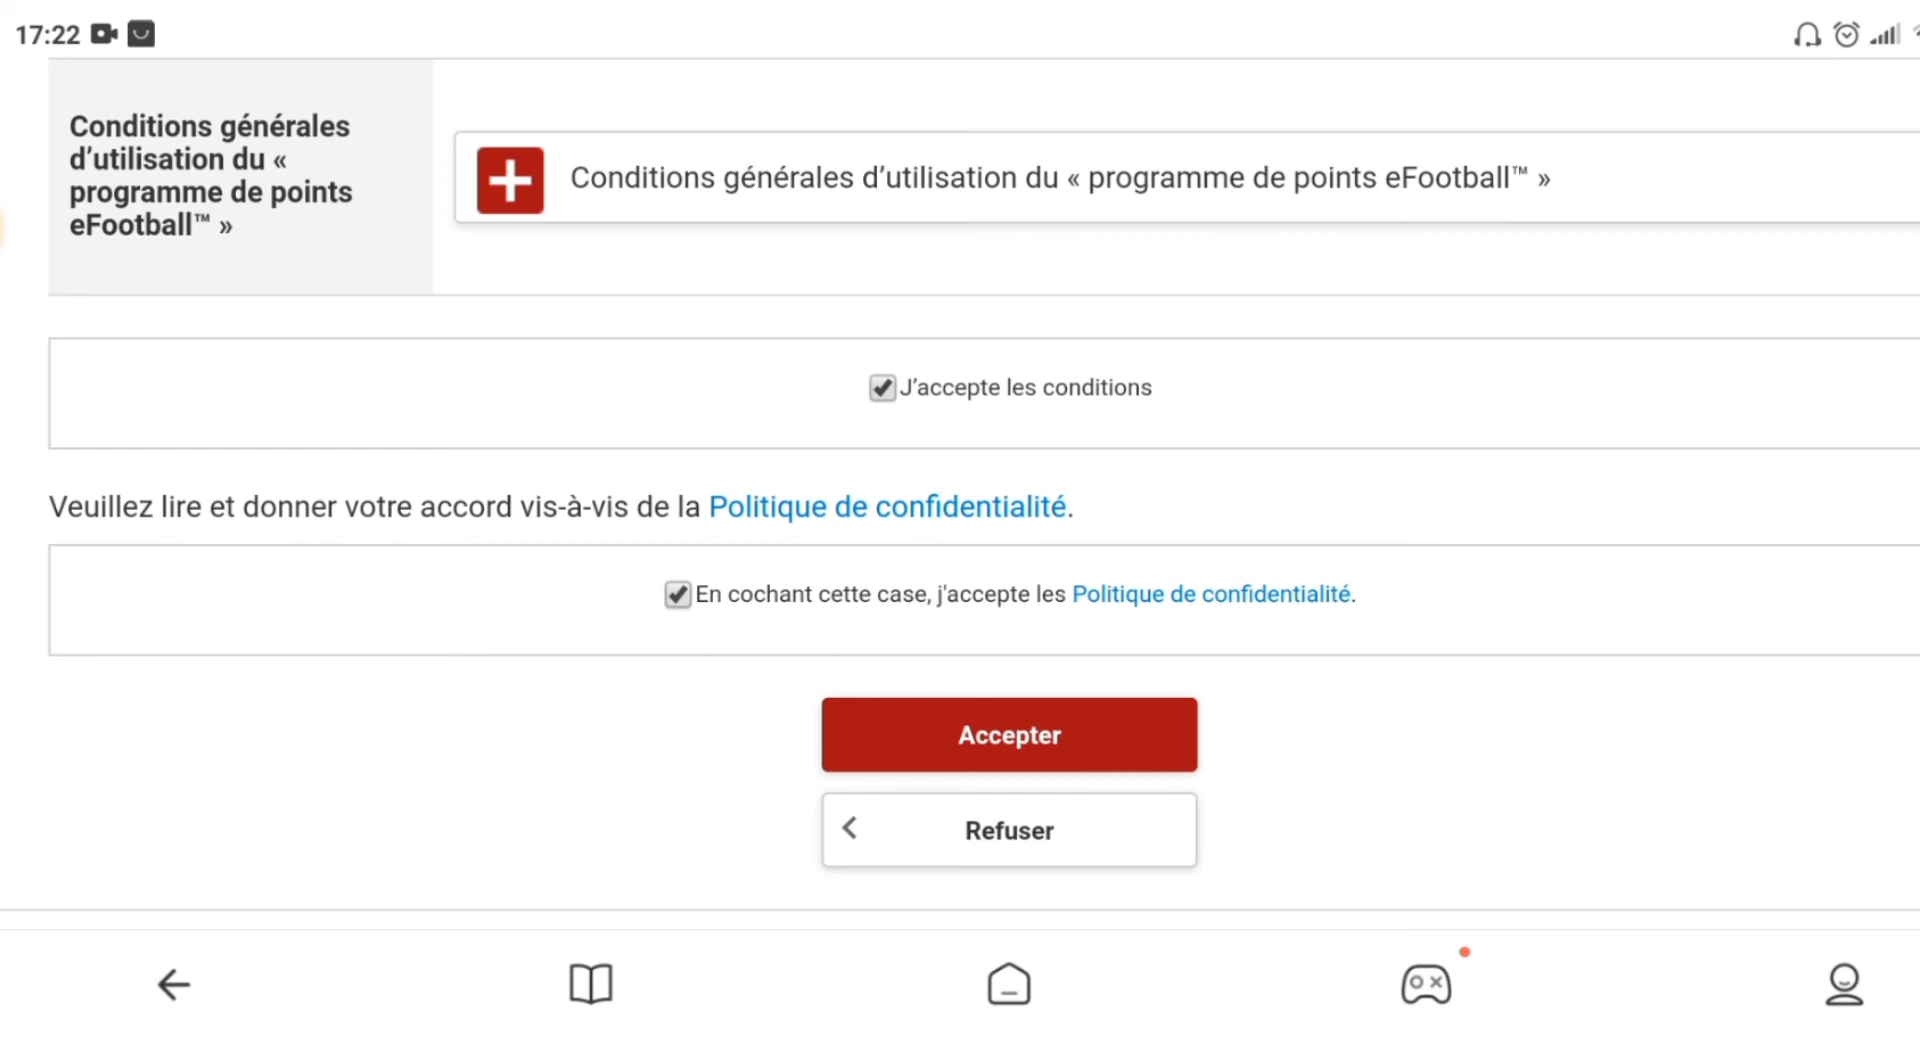 17:22
Conditions générales
d’utilisation du «
programme de points
eFootball™ »
Conditions générales d’utilisation du « programme de points eFootball™ »
J’accepte les conditions
Veuillez lire et donner votre accord vis-à-vis de la Politique de confidentialité.
En cochant cette case, j'accepte les Politique de confidentialité.
Accepter
Refuser